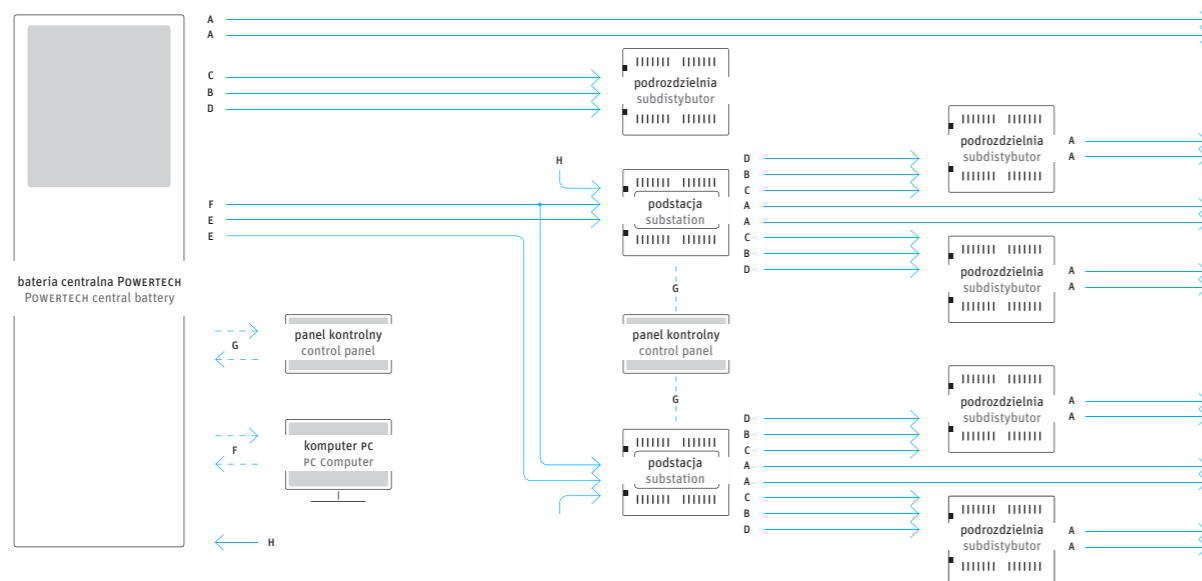 A
A
C
B
D
podrozdzielnia
subdistybutor
podrozdzielnia
subdistybutor
A
A
H
D
B
C
A
A
C
B
D
podstacja
substation
F
E
E
podrozdzielnia
subdistybutor
A
A
bateria centralna POWERTECH
POWERTECH central battery
G
G
panel kontrolny
control panel
panel kontrolny
control panel
G
podrozdzielnia
subdistybutor
A
A
F
komputer PC
PC Computer
podstacja
substation
D
B
C
A
A
C
B
D
podrozdzielnia
subdistybutor
A
A
H